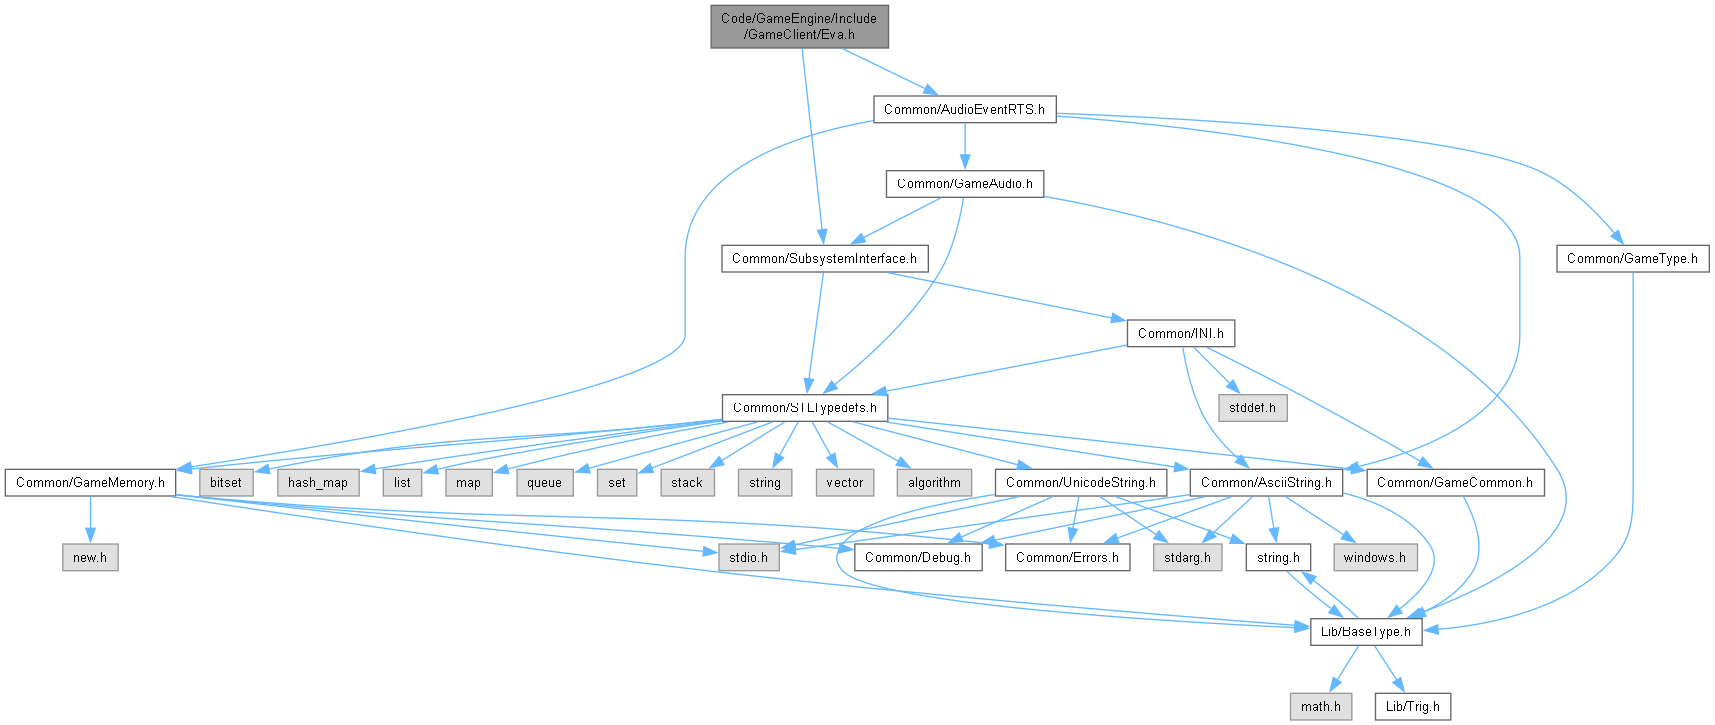 Code/GameEngine/Include
/GameClient/Eva.h
Common/AudioEventRTS.h
Common/GameAudio.h
Common/SubsystemInterface.h
Common/GameType.h
Common/INI.h
Common/STLTypedefs.h
stddef.h
Common/GameMemory.h
bitset
hash_map
list
map
queue
set
stack
string
vector
algorithm
Common/UnicodeString.h
Common/AsciiString.h
Common/GameCommon.h
new.h
stdio.h
Common/Debug.h
Common/Errors.h
stdarg.h
string.h
windows.h
Lib/BaseType.h
math.h
Lib/Trig.h